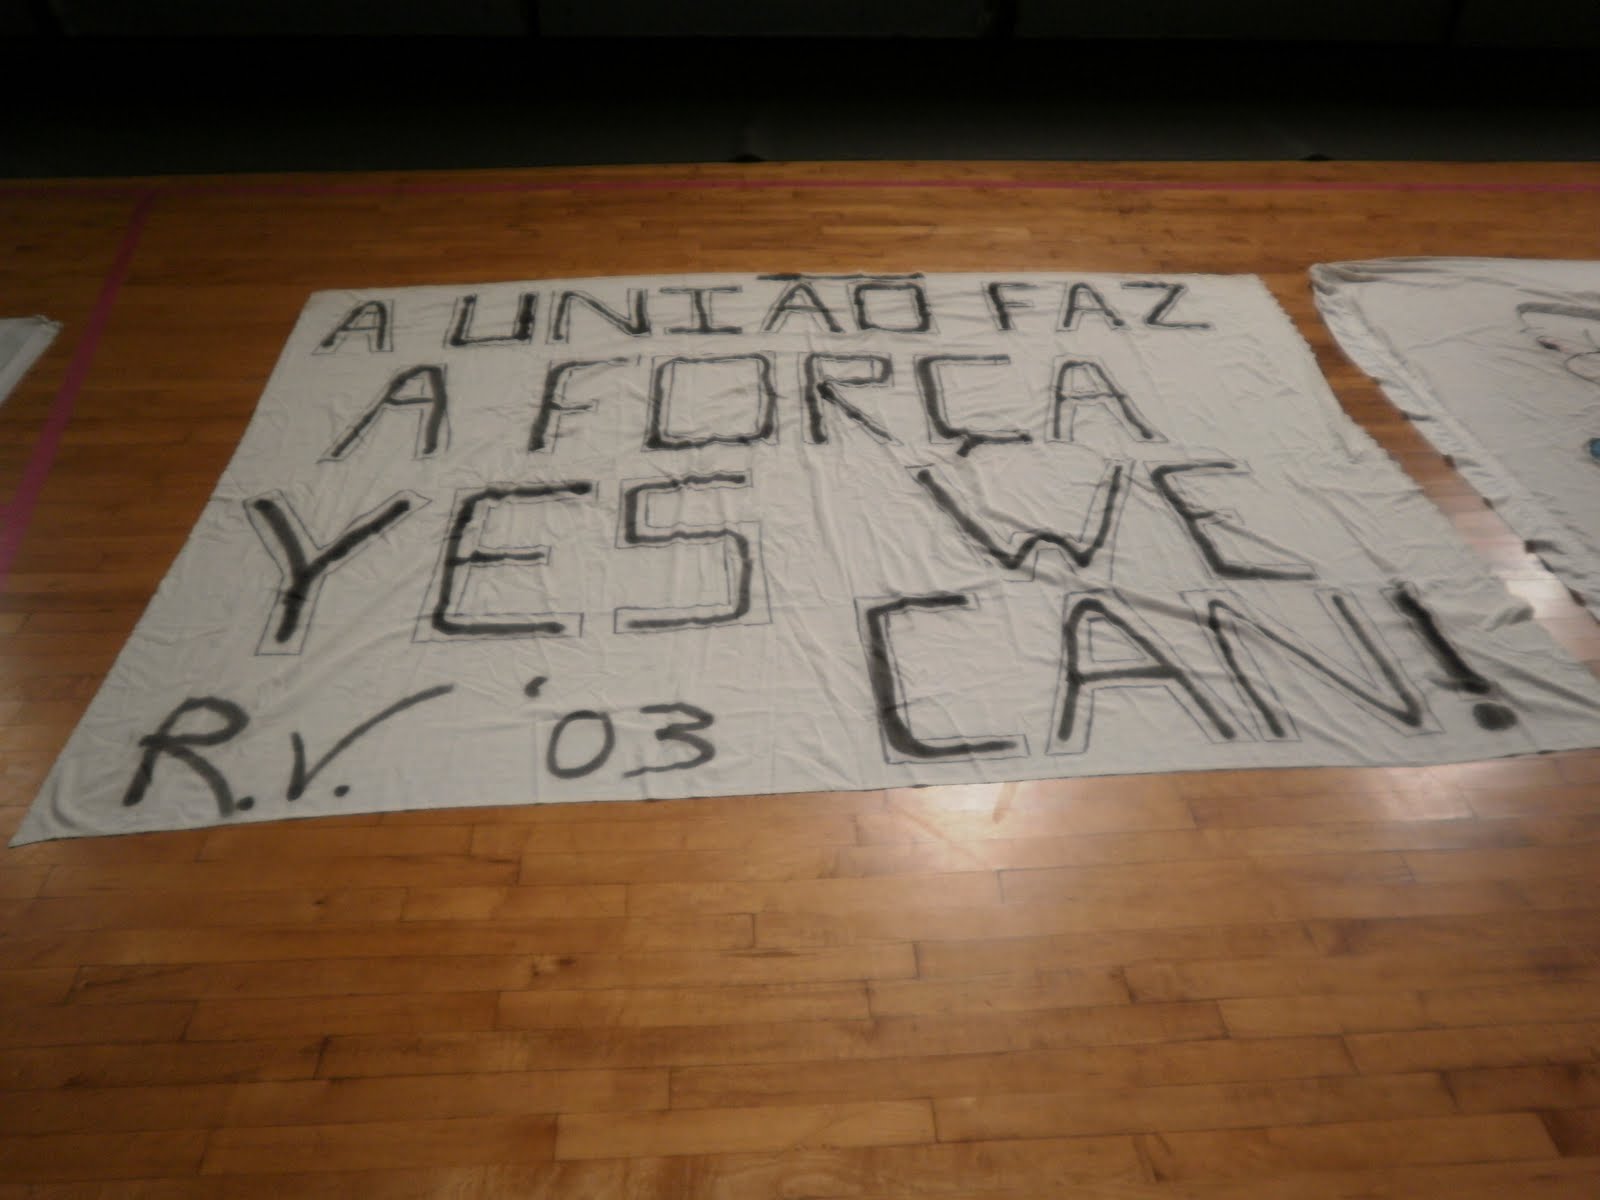 A UNIÃO FAZ
A FORÇA
YES WE
CAN!
R.V. '03